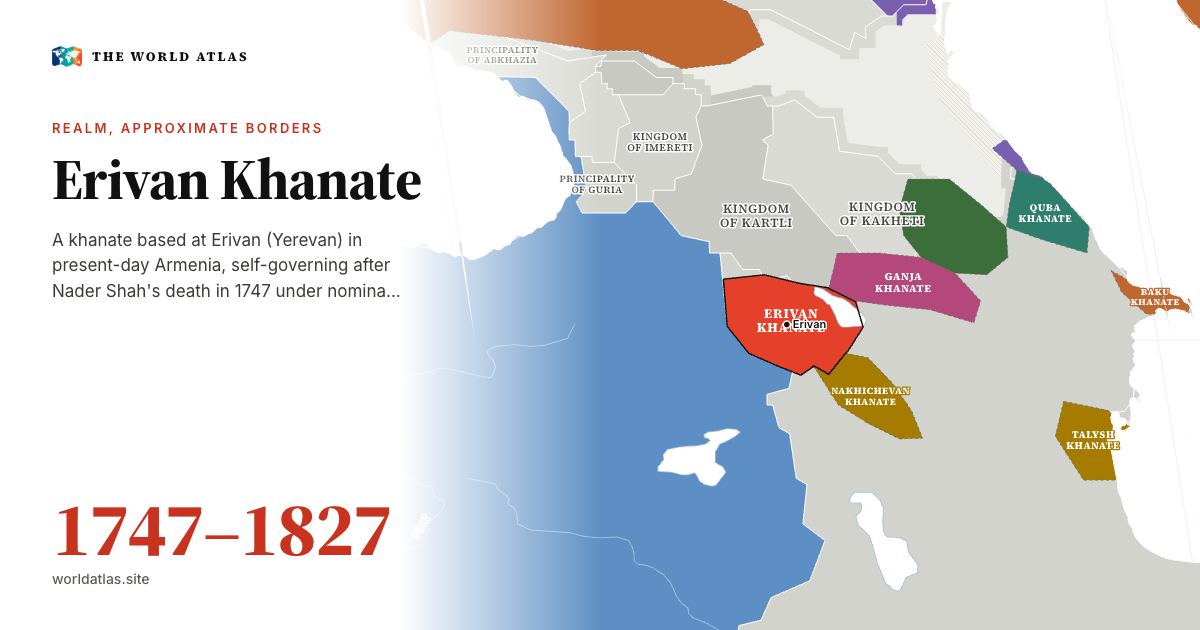 THE WORLD ATLAS
REALM, APPROXIMATE BORDERS
Erivan Khanate
A khanate based at Erivan (Yerevan) in
present-day Armenia, self-governing after
Nader Shah's death in 1747 under nomina…
1747–1827
worldatlas.site
PRINCIPALITY
OF ABKHAZIA
KINGDOM
OF IMERETI
PRINCIPALITY
OF GURIA
KINGDOM
OF KARTLI
KINGDOM
OF KAKHETI
QUBA
KHANATE
GANJA
KHANATE
BAKU
KHANATE
ERIVAN
KHANATE
Erivan
NAKHICHEVAN
KHANATE
TALYSH
KHANATE